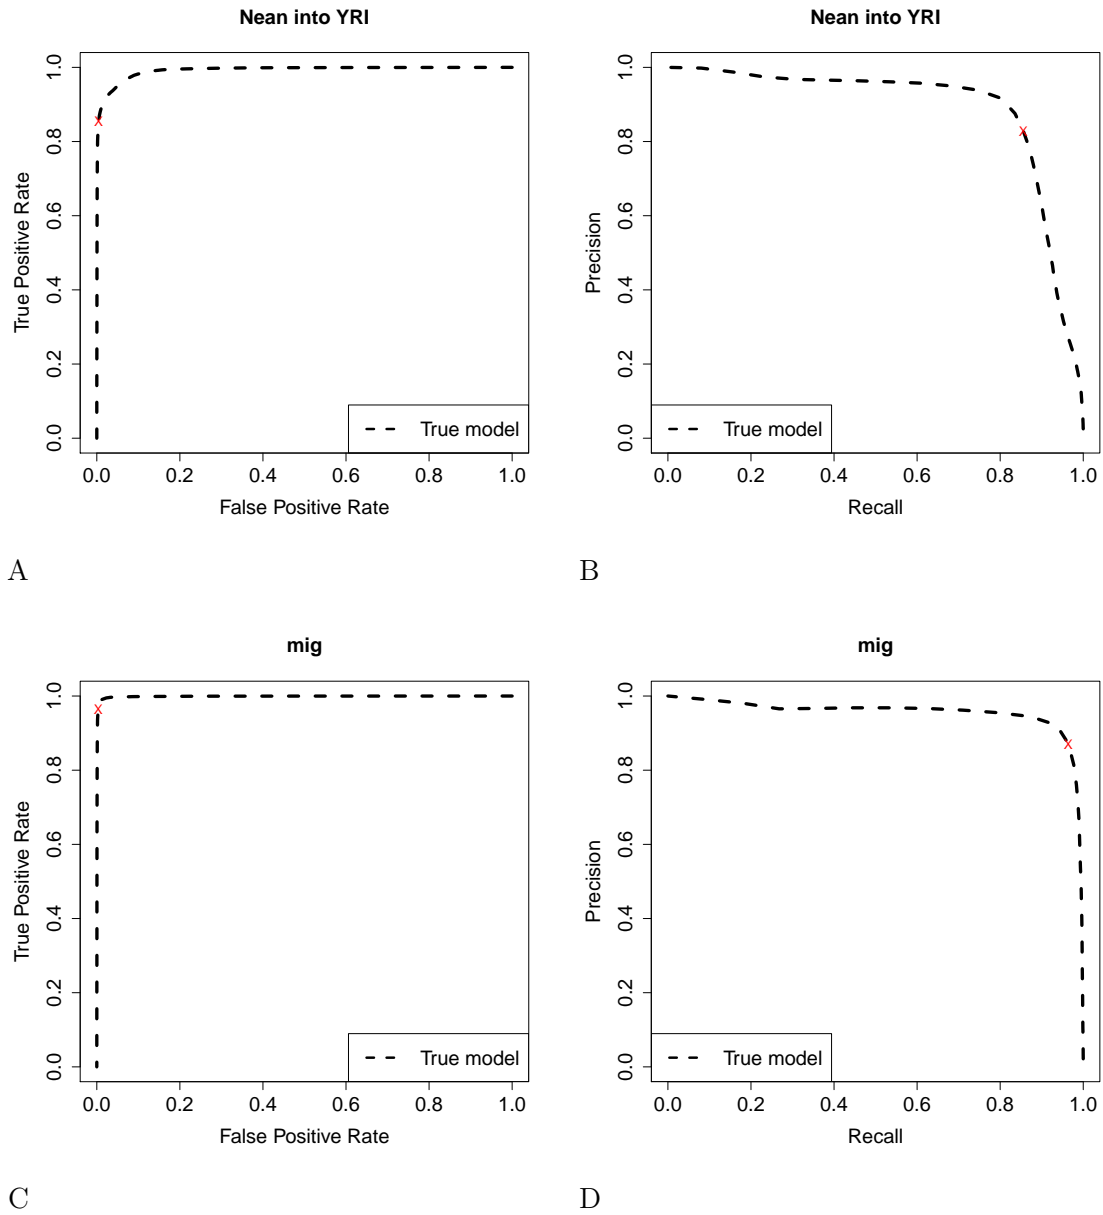 Nean into YRI
1.0
0.8
0.6
0.4
0.2
0.0
True Positive Rate
0.0 0.2 0.4 0.6 0.8 1.0
False Positive Rate
True model
A
Nean into YRI
1.0
0.8
0.6
0.4
0.2
0.0
Precision
0.0 0.2 0.4 0.6 0.8 1.0
Recall
True model
B
mig
1.0
0.8
0.6
0.4
0.2
0.0
True Positive Rate
0.0 0.2 0.4 0.6 0.8 1.0
False Positive Rate
True model
C
mig
1.0
0.8
0.6
0.4
0.2
0.0
Precision
0.0 0.2 0.4 0.6 0.8 1.0
Recall
True model
D